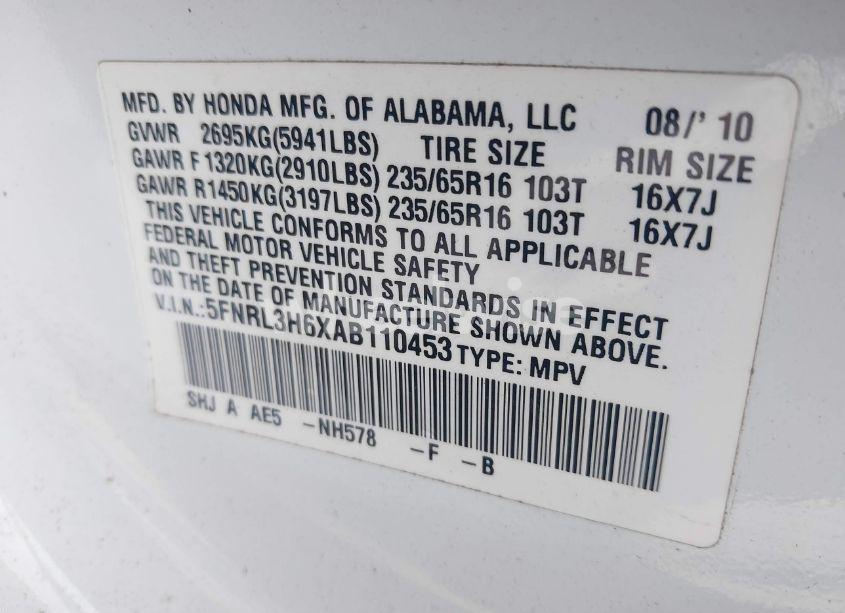 MFD. BY HONDA MFG. OF ALABAMA, LLC 08/' 10
GVWR 2695KG(5941LBS) TIRE SIZE RIM SIZE
GAWR F 1320KG(2910LBS) 235/65R16 103T 16X7J
GAWR R1450KG(3197LBS) 235/65R16 103T 16X7J
THIS VEHICLE CONFORMS TO ALL APPLICABLE
FEDERAL MOTOR VEHICLE SAFETY
AND THEFT PREVENTION STANDARDS IN EFFECT
ON THE DATE OF MANUFACTURE SHOWN ABOVE.
V.I.N.:5FNRL3H6XAB110453 TYPE: MPV
SHJ A AE5 -NH578 -F -B